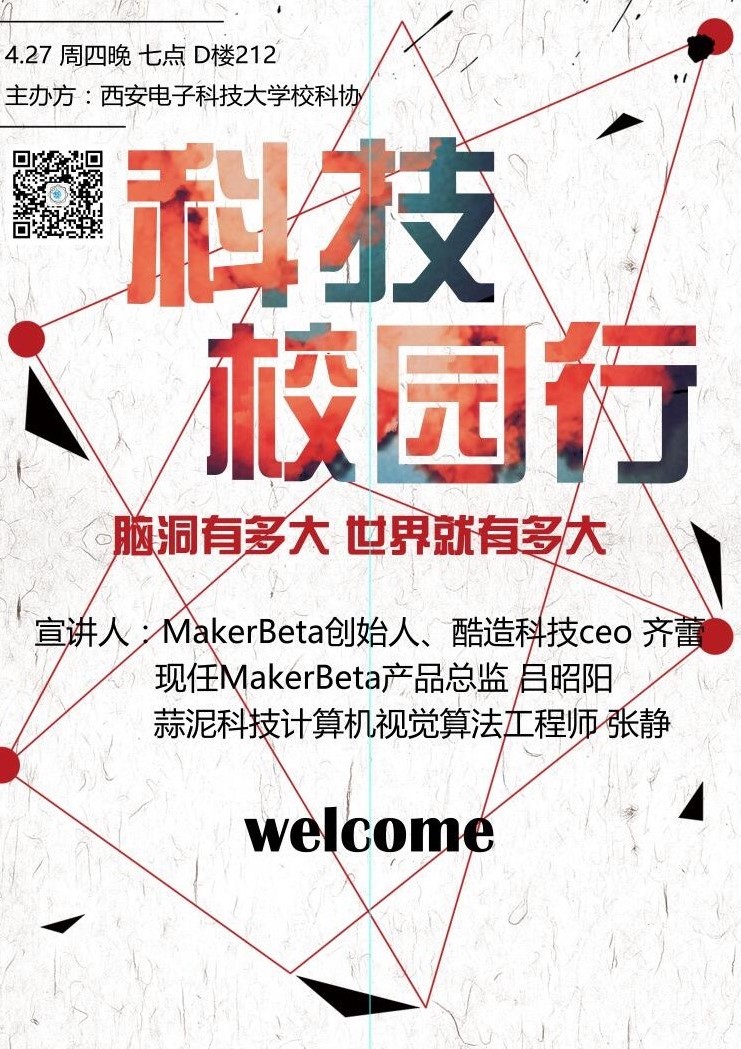 4.27 周四晚 七点 D楼212
主办方：西安电子科技大学校科协
科技
校园行
脑洞有多大 世界就有多大
宣讲人：MakerBeta创始人、酷造科技ceo 齐蕾
现任MakerBeta产品总监 吕昭阳
蒜泥科技计算机视觉算法工程师 张静
welcome